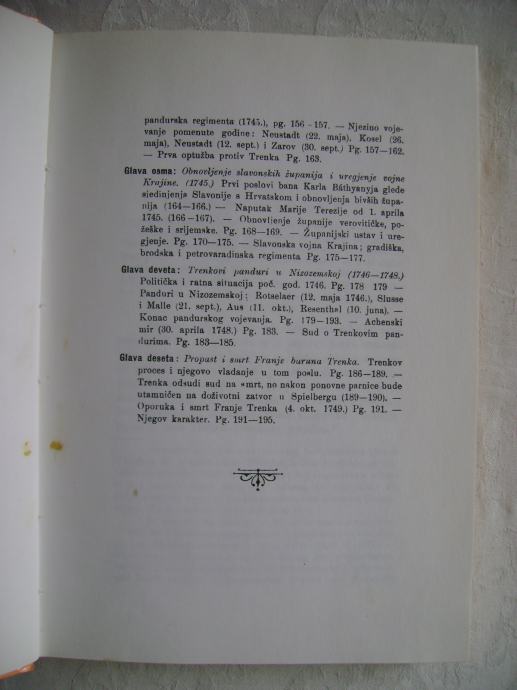 pandurska regimenta (1745.), pg. 156-157. — Njezino voje-
vanje pomenute godine: Neustadt (22. maja), Kosel (26.
maja), Neustadt (12. sept.) i Zarov (30. sept.) Pg. 157—162.
— Prva optužba protiv Trenka Pg. 163.
Glava osma: Obnovljenje slavonskih županija i uregjenje vojne
Krajine. (1745.) Prvi poslovi bana Karla Báthyanyja glede
sjedinjenja Slavonije s Hrvatskom i obnovljenja bivših župa-
nija (164—166.) — Naputak Marije Terezije od 1. aprila
1745. (166-167). — Obnovljenje županije verovitičke, po-
žeške i srijemske. Pg. 168—169. — Županijski ustav i ure-
gjenje. Pg. 170—175. — Slavonska vojna Krajina; gradiška,
brodska i petrovaradinska regimenta Pg. 175—177.
Glava deveta: Trenkovi panduri u Nizozemskoj (1746—1748.)
Politička i ratna situacija poč. god. 1746. Pg. 178 179 —
Panduri u Nizozemskoj; Rotselaer (12. maja 1746.), Slusse
i Malle (21. sept.), Aus (11. okt.), Resenthal (10. juna). —
Konac pandurskog vojevanja. Pg. 179-193. — Achenski
mir (30. aprila 1748.) Pg. 183. — Sud o Trenkovim pan-
durima. Pg. 183—185.
Glava deseta: Propast i smrt Franje buruna Trenka. Trenkov
proces i njegovo vladanje u tom poslu. Pg. 186—189. —
Trenka odsudi sud na smrt, no nakon ponovne parnice bude
utamničen na doživotni zatvor u Spielbergu (189—190). —
Oporuka i smrt Franje Trenka (4. okt. 1749.) Pg. 191. —
Njegov karakter. Pg. 191—195.